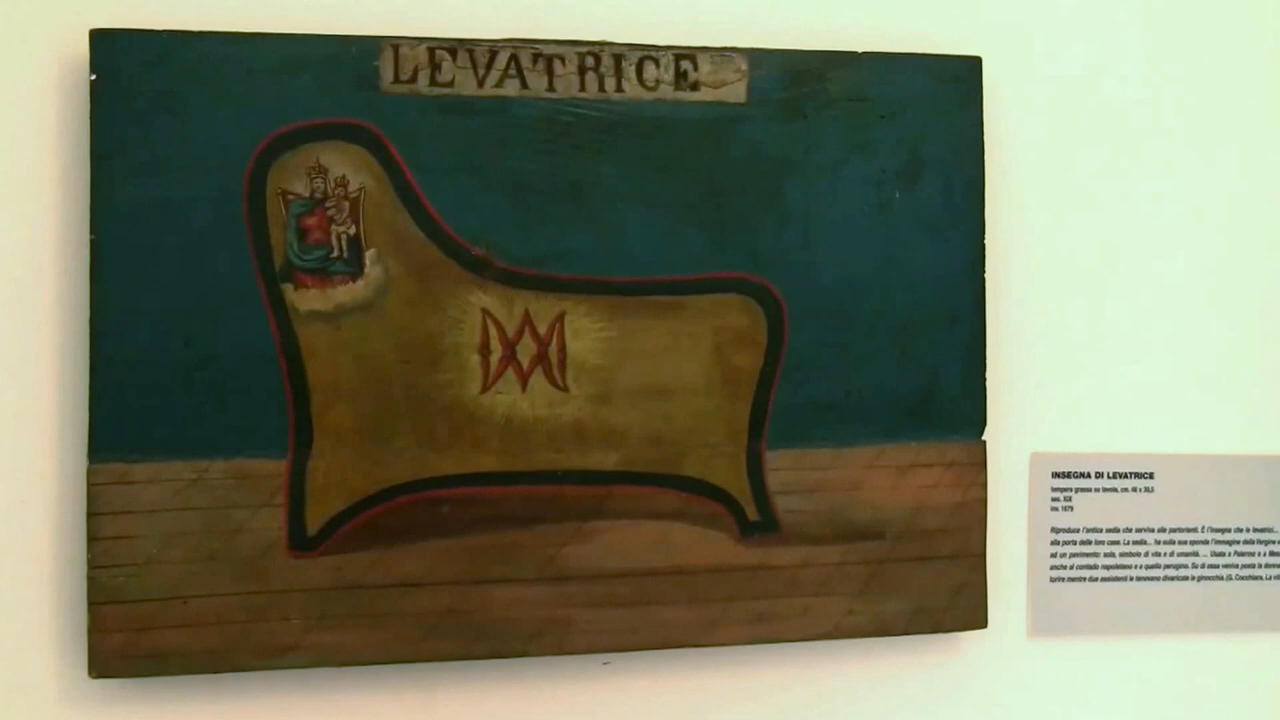 LEVATRICE
INSEGNA DI LEVATRICE
tempera grassa su tavola, cm. 46 x 30,5
sec. XIX
inv. 1679
Riproduce l'antica sedia che serviva alle partorienti. È l'insegna che le levatrici
alla porta delle loro case. La sedia... ha sulla sua sponda l'immagine della Vergine
ed un pavimento: sola, simbolo di vita e di umanità. ... Usata a Palermo e a
anche al contado napoletano e a quello perugino. Su di essa veniva posta la donna
torire mentre due assistenti le tenevano divaricate le ginocchia. (G. Cocchiara, La